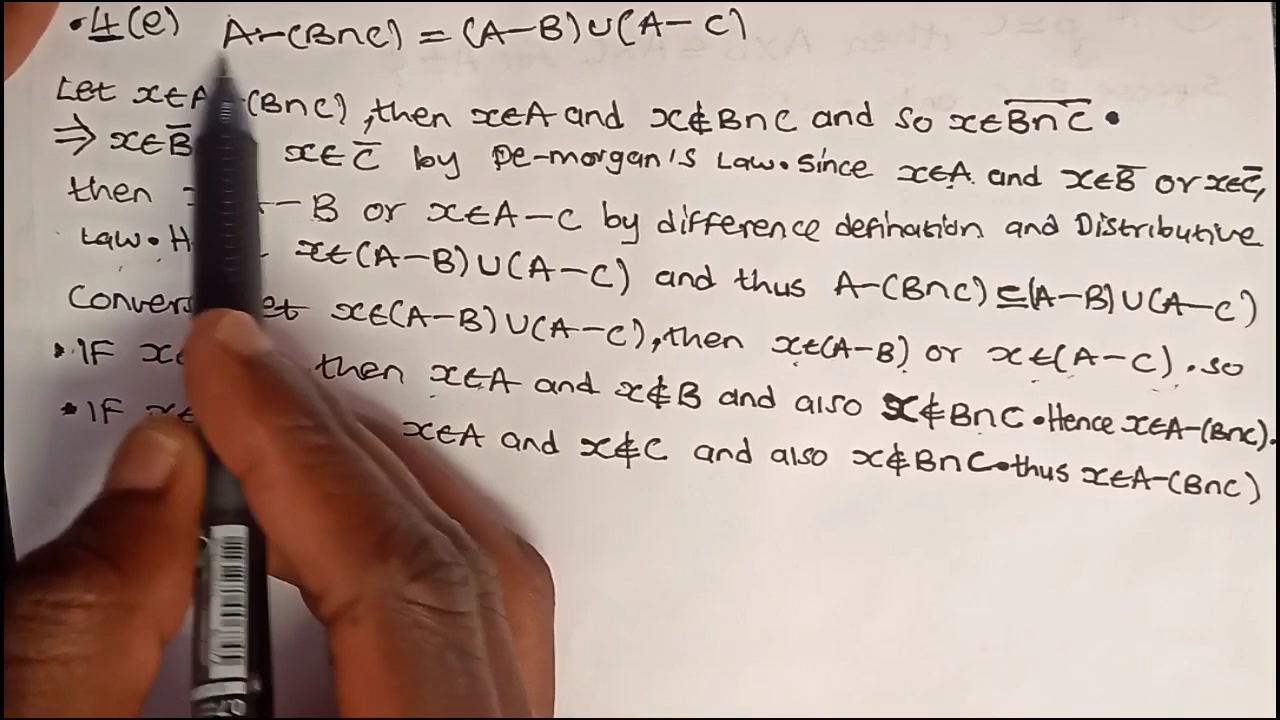 •4(e) A-(B∩C) = (A-B)∪(A-C)
Let x∈A-(B∩C), then x∈A and x∉B∩C and so x∈B̅∩̅C̅.
⇒ x∈B̅ x∈C̅ by De-morgan's Law. Since x∈A and x∈B̅ or x∈C̅,
then A-B or x∈A-C by difference defination and Distributive
Law. x∈(A-B)∪(A-C) and thus A-(B∩C)⊆(A-B)∪(A-C)
x∈(A-B)∪(A-C), then x∈(A-B) or x∈(A-C). so
•IF then x∈A and x∉B and also x∉B∩C. Hence x∈A-(B∩C).
•IF x∈A and x∉C and also x∉B∩C. thus x∈A-(B∩C)